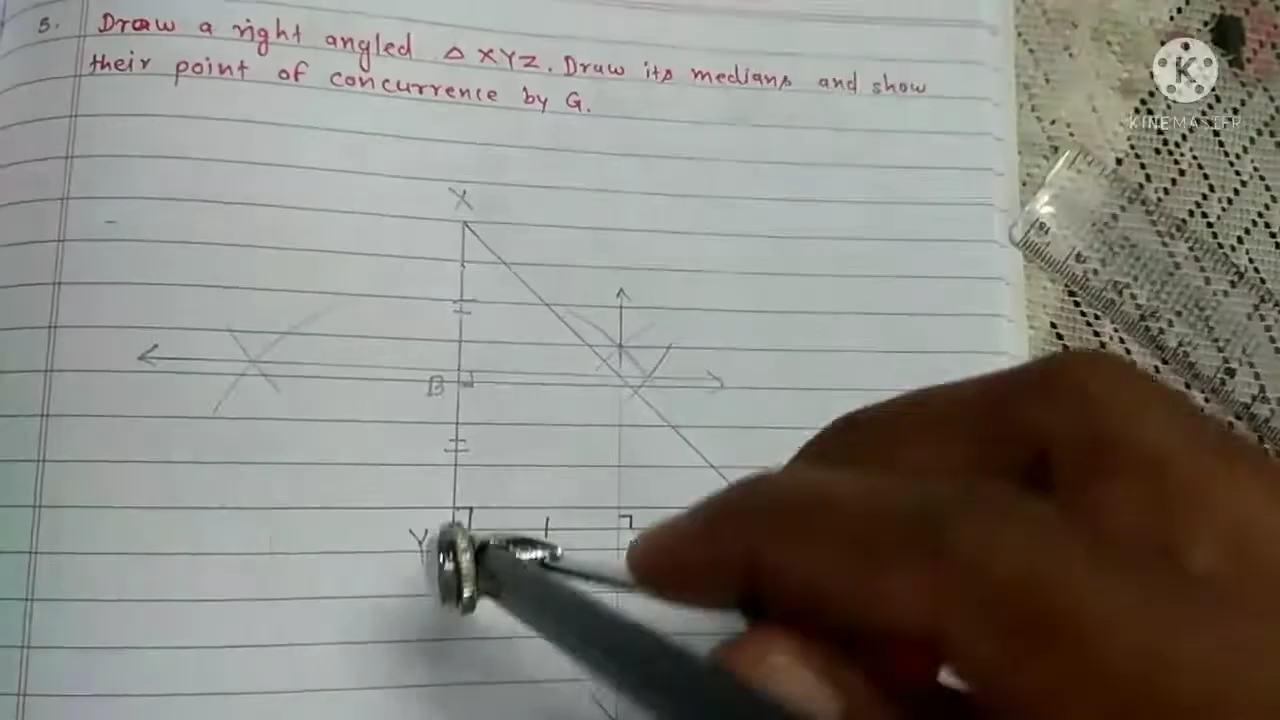 5. Draw a right angled △XYZ. Draw its medians and show
their point of concurrence by G.
K
KINEMASTER
X
B
Y